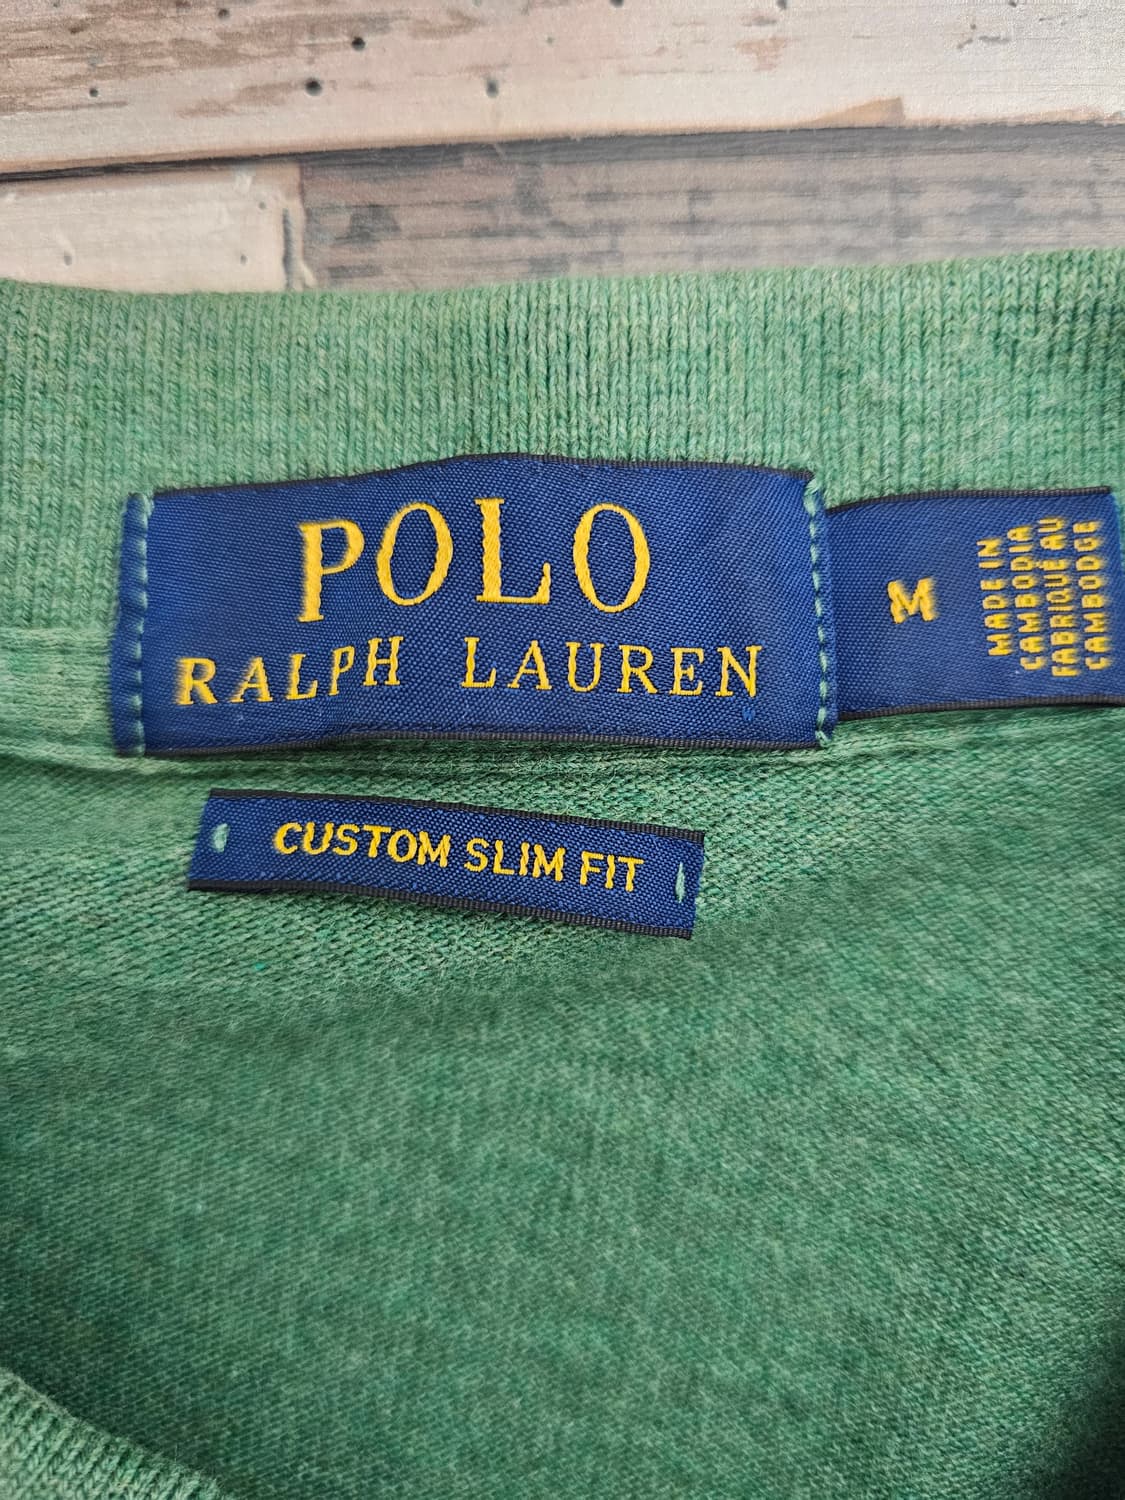 POLO
RALPH LAUREN
M
MADE IN
CAMBODIA
FABRIQUÉ AU
CAMBODGE
CUSTOM SLIM FIT